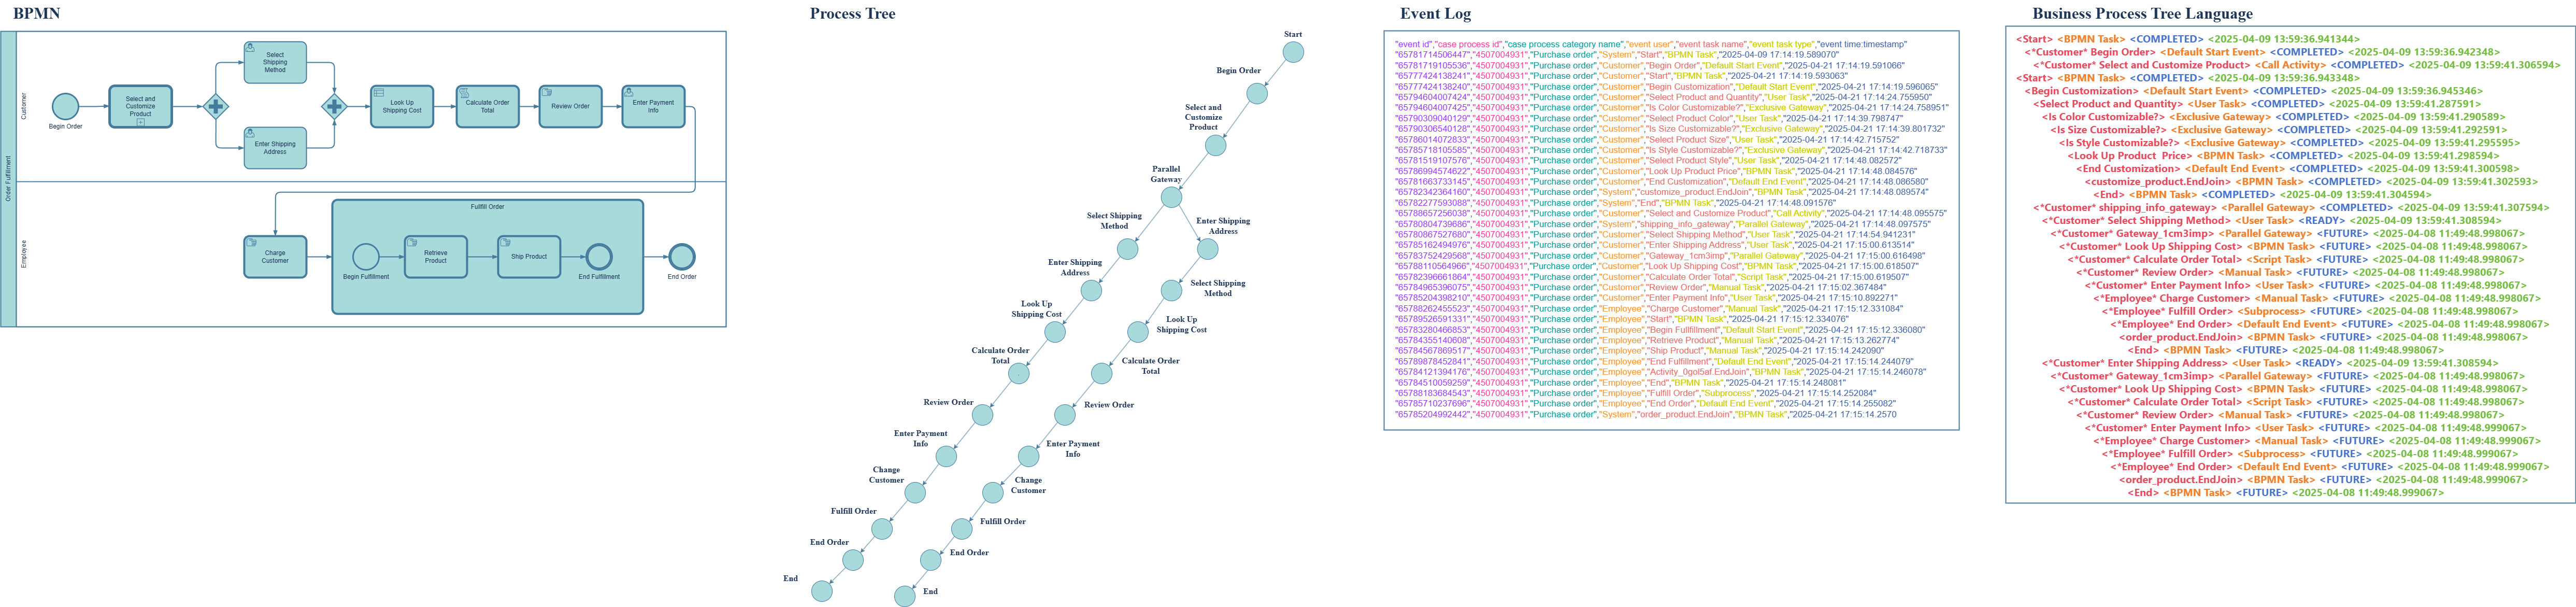 BPMN
Order Fulfillment
Customer
Begin Order
Select and
Customize
Product
Select
Shipping
Method
Enter Shipping
Address
Look Up
Shipping Cost
Calculate Order
Total
Review Order
Enter Payment
Info
Employee
Charge
Customer
Fullfill Order
Begin Fulfillment
Retrieve
Product
Ship Product
End Fulfillment
End Order
Process Tree
Start
Begin Order
Select and
Customize
Product
Parallel
Gateway
Select Shipping
Method
Enter Shipping
Address
Enter Shipping
Address
Select Shipping
Method
Look Up
Shipping Cost
Look Up
Shipping Cost
Calculate Order
Total
Calculate Order
Total
Review Order
Review Order
Enter Payment
Info
Enter Payment
Info
Change
Customer
Change
Customer
Fulfill Order
Fulfill Order
End Order
End Order
End
End
Event Log
"event id","case process id","case process category name","event user","event task name","event task type","event time:timestamp"
"65781714506447","4507004931","Purchase order","System","Start","BPMN Task","2025-04-09 17:14:19.589070"
"65781719105536","4507004931","Purchase order","Customer","Begin Order","Default Start Event","2025-04-21 17:14:19.591066"
"65777424138241","4507004931","Purchase order","Customer","Start","BPMN Task","2025-04-21 17:14:19.593063"
"65781424138240","4507004931","Purchase order","Customer","Begin Customization","Default Start Event","2025-04-21 17:14:19.596065"
"65794604007424","4507004931","Purchase order","Customer","Select Product and Quantity","User Task","2025-04-21 17:14:24.755950"
"65794604007425","4507004931","Purchase order","Customer","Is Color Customizable?","Exclusive Gateway","2025-04-21 17:14:24.758951"
"65790309040129","4507004931","Purchase order","Customer","Select Product Color","User Task","2025-04-21 17:14:39.798747"
"65790306540128","4507004931","Purchase order","Customer","Is Size Customizable?","Exclusive Gateway","2025-04-21 17:14:39.801732"
"65786014072833","4507004931","Purchase order","Customer","Select Product Size","User Task","2025-04-21 17:14:42.715752"
"65785718105585","4507004931","Purchase order","Customer","Is Style Customizable?","Exclusive Gateway","2025-04-21 17:14:42.718733"
"65781519107576","4507004931","Purchase order","Customer","Select Product Style","User Task","2025-04-21 17:14:48.082572"
"65786994574622","4507004931","Purchase order","Customer","Look Up Product Price","BPMN Task","2025-04-21 17:14:48.084576"
"65781663733145","4507004931","Purchase order","Customer","End Customization","Default End Event","2025-04-21 17:14:48.086580"
"65782342364160","4507004931","Purchase order","System","customize_product.EndJoin","BPMN Task","2025-04-21 17:14:48.089574"
"65782277593088","4507004931","Purchase order","System","End","BPMN Task","2025-04-21 17:14:48.091576"
"65788657256038","4507004931","Purchase order","Customer","Select and Customize Product","Call Activity","2025-04-21 17:14:48.095575"
"65780804739686","4507004931","Purchase order","System","shipping_info_gateway","Parallel Gateway","2025-04-21 17:14:48.097575"
"65780867527680","4507004931","Purchase order","Customer","Select Shipping Method","User Task","2025-04-21 17:14:54.941231"
"65785162494976","4507004931","Purchase order","Customer","Enter Shipping Address","User Task","2025-04-21 17:15:00.613514"
"65783752429568","4507004931","Purchase order","Customer","Gateway_1cm3imp","Parallel Gateway","2025-04-21 17:15:00.616498"
"65788110564966","4507004931","Purchase order","Customer","Look Up Shipping Cost","BPMN Task","2025-04-21 17:15:00.618507"
"65788262455523","4507004931","Purchase order","Customer","Calculate Order Total","Script Task","2025-04-21 17:15:00.619507"
"65784965396075","4507004931","Purchase order","Customer","Review Order","Manual Task","2025-04-21 17:15:02.367484"
"65785204398210","4507004931","Purchase order","Customer","Enter Payment Info","User Task","2025-04-21 17:15:10.892271"
"65782396661864","4507004931","Purchase order","Employee","Charge Customer","Manual Task","2025-04-21 17:15:12.331084"
"65789526591331","4507004931","Purchase order","Employee","Start","BPMN Task","2025-04-21 17:15:12.334076"
"65783280466853","4507004931","Purchase order","Employee","Begin Fullfillment","Default Start Event","2025-04-21 17:15:12.336080"
"65784355140608","4507004931","Purchase order","Employee","Retrieve Product","Manual Task","2025-04-21 17:15:13.262774"
"65784567869517","4507004931","Purchase order","Employee","Ship Product","Manual Task","2025-04-21 17:15:14.242090"
"65789878452841","4507004931","Purchase order","Employee","End Fulfillment","Default End Event","2025-04-21 17:15:14.244079"
"65784121394176","4507004931","Purchase order","Employee","Activity_0gol5af.EndJoin","BPMN Task","2025-04-21 17:15:14.246078"
"65784510059259","4507004931","Purchase order","Employee","End","BPMN Task","2025-04-21 17:15:14.248081"
"65788183684543","4507004931","Purchase order","Employee","Fulfill Order","Subprocess","2025-04-21 17:15:14.252084"
"65785710237696","4507004931","Purchase order","Employee","End Order","Default End Event","2025-04-21 17:15:14.255082"
"65785204992442","4507004931","Purchase order","System","order_product.EndJoin","BPMN Task","2025-04-21 17:15:14.2570
Business Process Tree Language
<Start> <BPMN Task> <COMPLETED> <2025-04-09 13:59:36.941344>
<*Customer* Begin Order> <Default Start Event> <COMPLETED> <2025-04-09 13:59:36.942348>
<*Customer* Select and Customize Product> <Call Activity> <COMPLETED> <2025-04-09 13:59:41.306594>
<Start> <BPMN Task> <COMPLETED> <2025-04-09 13:59:36.943348>
<Begin Customization> <Default Start Event> <COMPLETED> <2025-04-09 13:59:36.945346>
<Select Product and Quantity> <User Task> <COMPLETED> <2025-04-09 13:59:41.287591>
<Is Color Customizable?> <Exclusive Gateway> <COMPLETED> <2025-04-09 13:59:41.290589>
<Is Size Customizable?> <Exclusive Gateway> <COMPLETED> <2025-04-09 13:59:41.292591>
<Is Style Customizable?> <Exclusive Gateway> <COMPLETED> <2025-04-09 13:59:41.295595>
<Look Up Product Price> <BPMN Task> <COMPLETED> <2025-04-09 13:59:41.298594>
<End Customization> <Default End Event> <COMPLETED> <2025-04-09 13:59:41.300598>
<customize_product.EndJoin> <BPMN Task> <COMPLETED> <2025-04-09 13:59:41.302593>
<End> <BPMN Task> <COMPLETED> <2025-04-09 13:59:41.304594>
<*Customer* shipping_info_gateway> <Parallel Gateway> <COMPLETED> <2025-04-09 13:59:41.307594>
<*Customer* Select Shipping Method> <User Task> <READY> <2025-04-09 13:59:41.308594>
<*Customer* Gateway_1cm3imp> <Parallel Gateway> <FUTURE> <2025-04-08 11:49:48.998067>
<*Customer* Look Up Shipping Cost> <BPMN Task> <FUTURE> <2025-04-08 11:49:48.998067>
<*Customer* Calculate Order Total> <Script Task> <FUTURE> <2025-04-08 11:49:48.998067>
<*Customer* Review Order> <Manual Task> <FUTURE> <2025-04-08 11:49:48.998067>
<*Customer* Enter Payment Info> <User Task> <FUTURE> <2025-04-08 11:49:48.998067>
<*Employee* Charge Customer> <Manual Task> <FUTURE> <2025-04-08 11:49:48.998067>
<*Employee* Fulfill Order> <Subprocess> <FUTURE> <2025-04-08 11:49:48.998067>
<*Employee* End Order> <Default End Event> <FUTURE> <2025-04-08 11:49:48.998067>
<order_product.EndJoin> <BPMN Task> <FUTURE> <2025-04-08 11:49:48.998067>
<End> <BPMN Task> <FUTURE> <2025-04-08 11:49:48.998067>
<*Customer* Enter Shipping Address> <User Task> <READY> <2025-04-09 13:59:41.308594>
<*Customer* Gateway_1cm3imp> <Parallel Gateway> <FUTURE> <2025-04-08 11:49:48.998067>
<*Customer* Look Up Shipping Cost> <BPMN Task> <FUTURE> <2025-04-08 11:49:48.998067>
<*Customer* Calculate Order Total> <Script Task> <FUTURE> <2025-04-08 11:49:48.998067>
<*Customer* Review Order> <Manual Task> <FUTURE> <2025-04-08 11:49:48.998067>
<*Customer* Enter Payment Info> <User Task> <FUTURE> <2025-04-08 11:49:48.999067>
<*Employee* Charge Customer> <Manual Task> <FUTURE> <2025-04-08 11:49:48.999067>
<*Employee* Fulfill Order> <Subprocess> <FUTURE> <2025-04-08 11:49:48.999067>
<*Employee* End Order> <Default End Event> <FUTURE> <2025-04-08 11:49:48.999067>
<order_product.EndJoin> <BPMN Task> <FUTURE> <2025-04-08 11:49:48.999067>
<End> <BPMN Task> <FUTURE> <2025-04-08 11:49:48.999067>